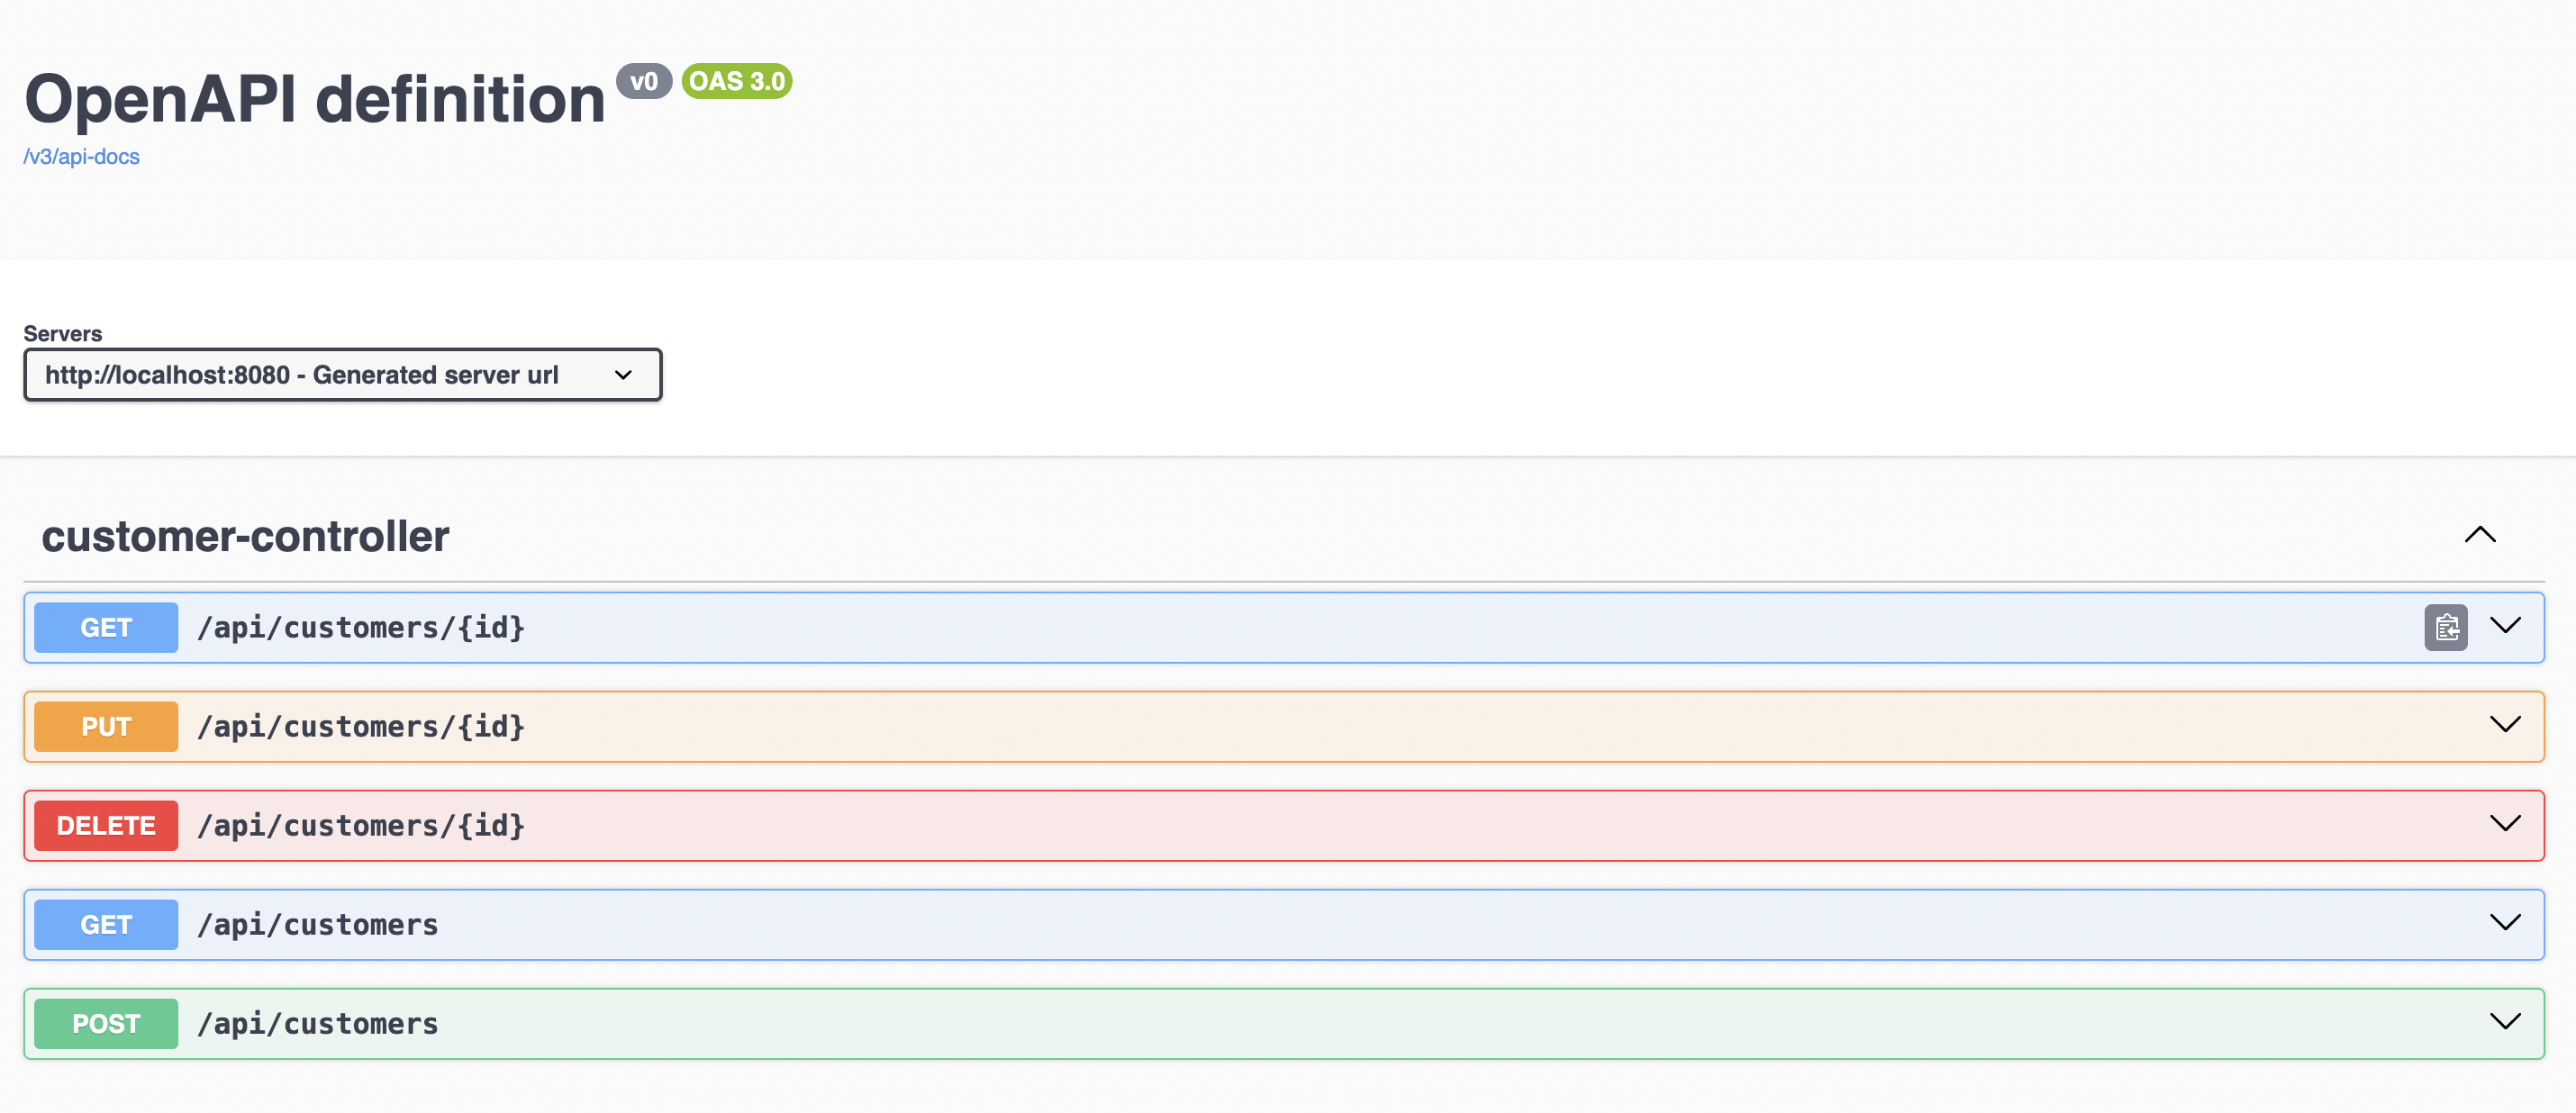 OpenAPI definition v0 OAS 3.0
/v3/api-docs
Servers
http://localhost:8080 - Generated server url
customer-controller
GET /api/customers/{id}
PUT /api/customers/{id}
DELETE /api/customers/{id}
GET /api/customers
POST /api/customers